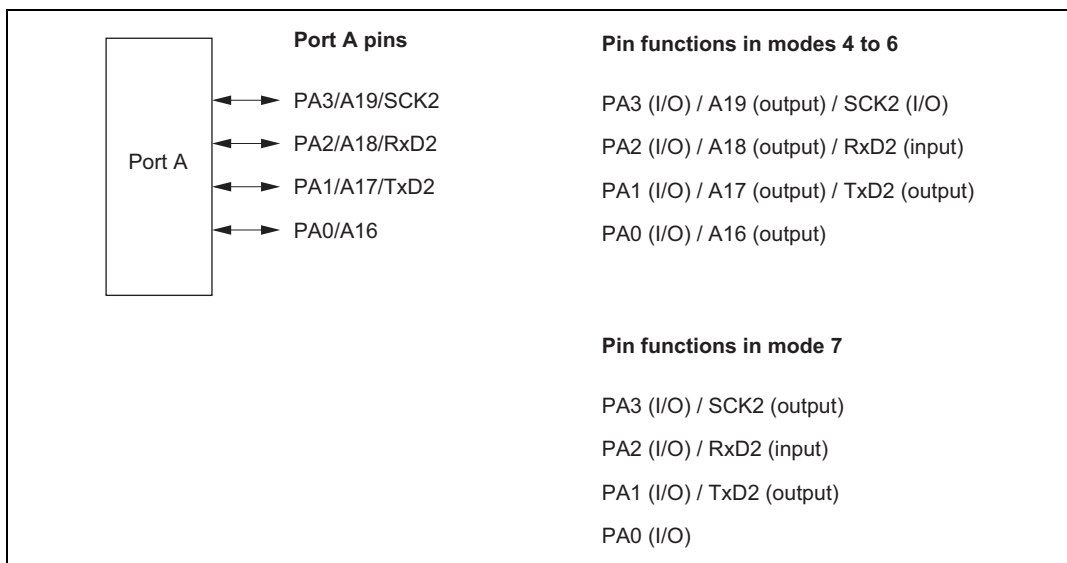 Port A
Port A pins
PA3/A19/SCK2
PA2/A18/RxD2
PA1/A17/TxD2
PA0/A16
Pin functions in modes 4 to 6
PA3 (I/O) / A19 (output) / SCK2 (I/O)
PA2 (I/O) / A18 (output) / RxD2 (input)
PA1 (I/O) / A17 (output) / TxD2 (output)
PA0 (I/O) / A16 (output)
Pin functions in mode 7
PA3 (I/O) / SCK2 (output)
PA2 (I/O) / RxD2 (input)
PA1 (I/O) / TxD2 (output)
PA0 (I/O)